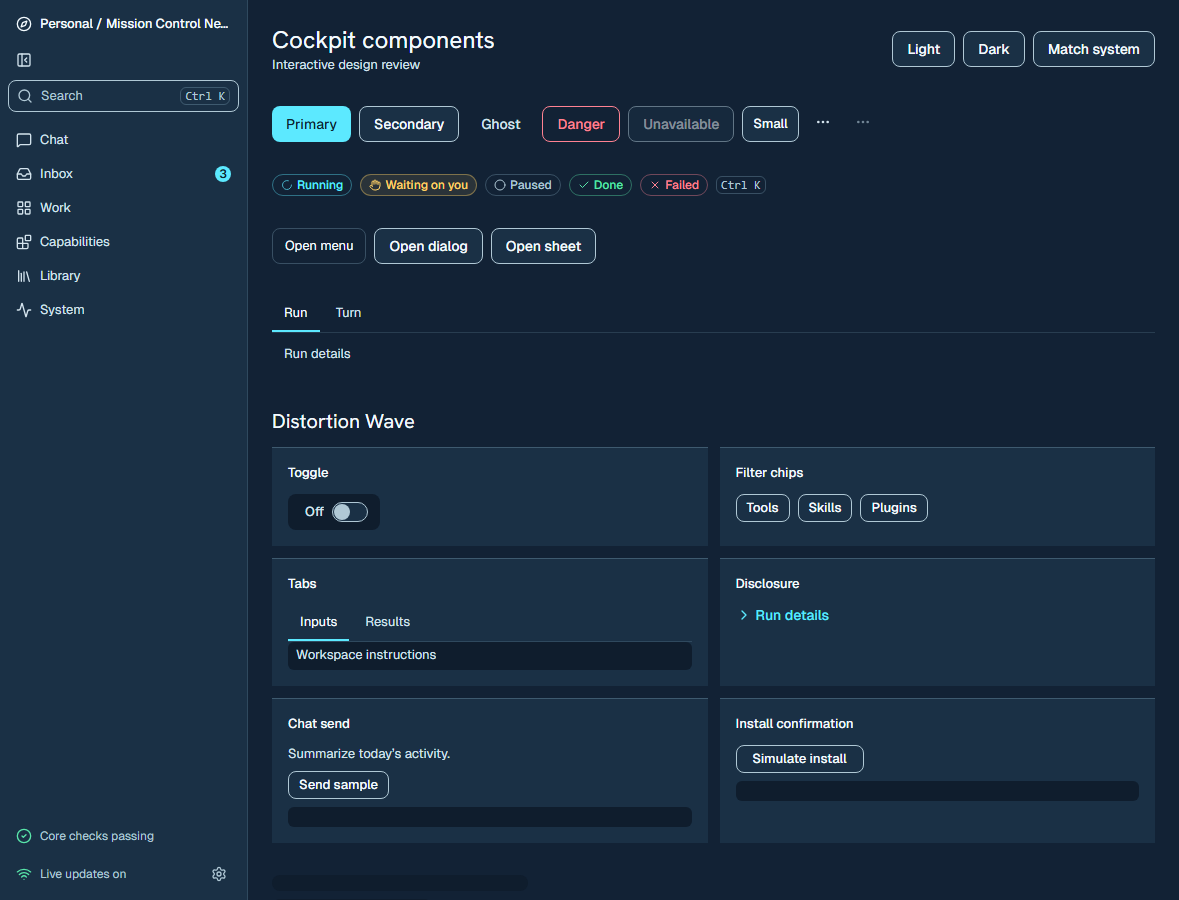 Personal / Mission Control Ne...
Search Ctrl K
Chat
Inbox 3
Work
Capabilities
Library
System
Core checks passing
Live updates on
Cockpit components
Interactive design review
Light Dark Match system
Primary Secondary Ghost Danger Unavailable Small ... ...
Running Waiting on you Paused Done Failed Ctrl K
Open menu Open dialog Open sheet
Run Turn
Run details
Distortion Wave
Toggle
Off
Filter chips
Tools Skills Plugins
Tabs
Inputs Results
Workspace instructions
Disclosure
Run details
Chat send
Summarize today's activity.
Send sample
Install confirmation
Simulate install